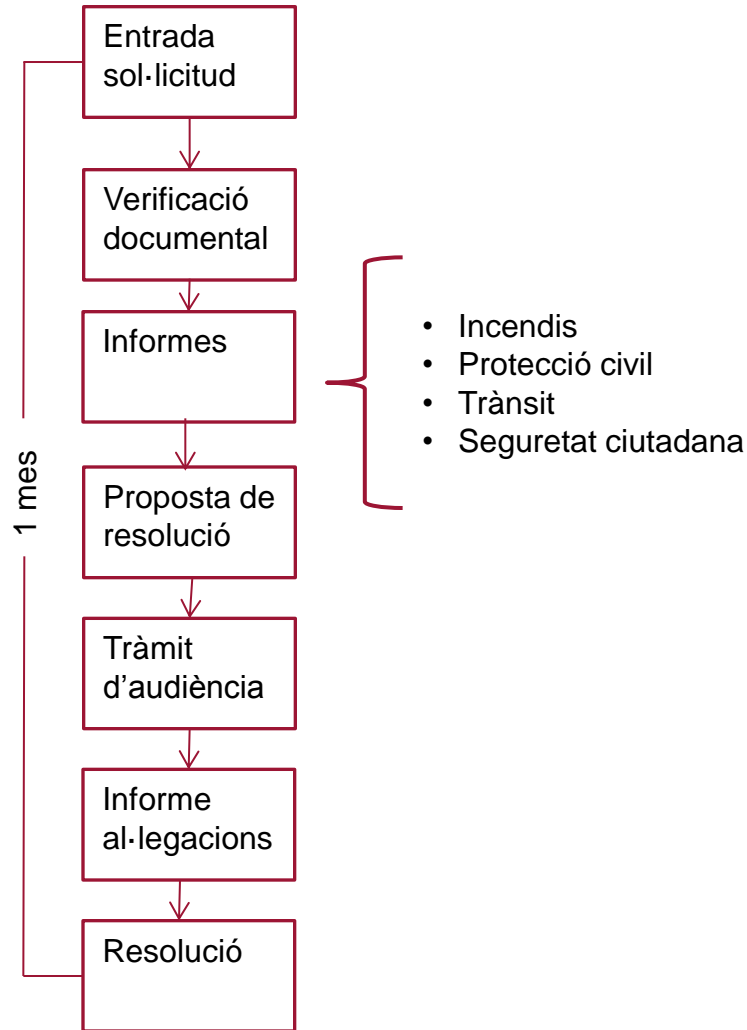 Entrada
sol·licitud
Verificació
documental
Informes
• Incendis
• Protecció civil
• Trànsit
• Seguretat ciutadana
1 mes
Proposta de
resolució
Tràmit
d’audiència
Informe
al·legacions
Resolució